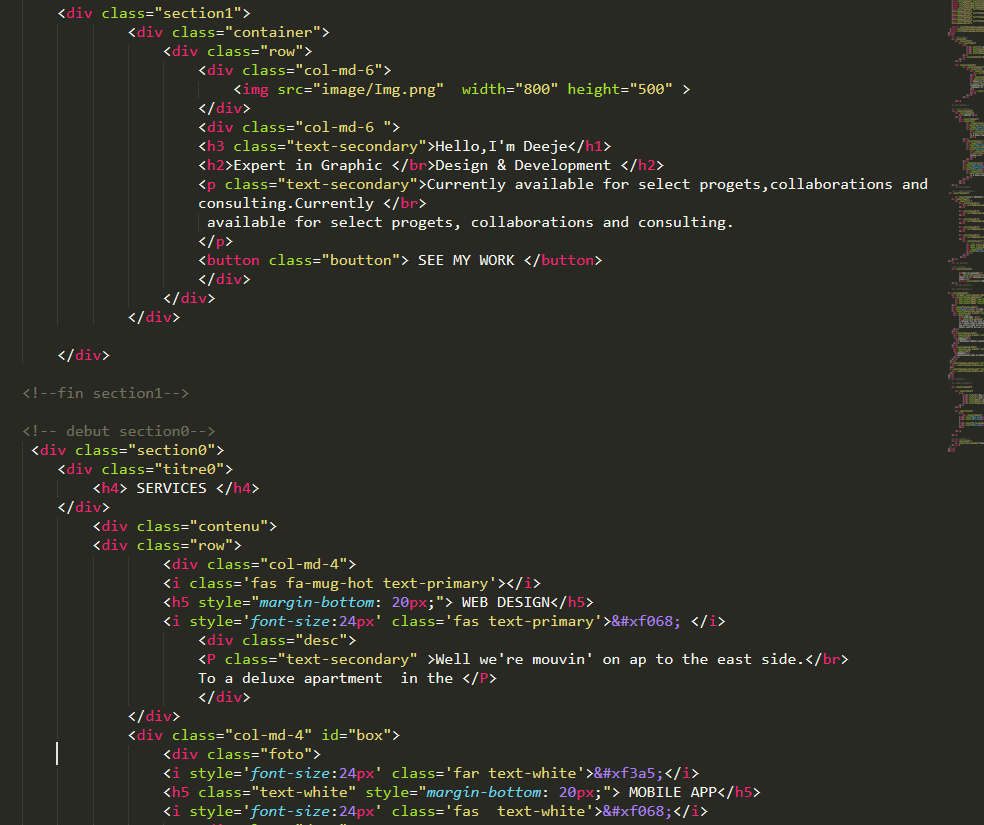 <div class="section1">
<div class="container">
<div class="row">
<div class="col-md-6">
<img src="image/Img.png"  width="800" height="500" >
</div>
<div class="col-md-6 ">
<h3 class="text-secondary">Hello,I'm Deeje</h1>
<h2>Expert in Graphic </br>Design & Development </h2>
<p class="text-secondary">Currently available for select progets,collaborations and
consulting.Currently </br>
available for select progets, collaborations and consulting.
</p>
<button class="boutton"> SEE MY WORK </button>
</div>
</div>
</div>
</div>
<!--fin section1-->
<!-- debut section0-->
<div class="section0">
<div class="titre0">
<h4> SERVICES </h4>
</div>
<div class="contenu">
<div class="row">
<div class="col-md-4">
<i class='fas fa-mug-hot text-primary'></i>
<h5 style="margin-bottom: 20px;"> WEB DESIGN</h5>
<i style='font-size:24px' class='fas text-primary'>&#xf068; </i>
<div class="desc">
<P class="text-secondary" >Well we're mouvin' on ap to the east side.</br>
To a deluxe apartment  in the </P>
</div>
</div>
<div class="col-md-4" id="box">
<div class="foto">
<i style='font-size:24px' class='far text-white'>&#xf3a5;</i>
<h5 class="text-white" style="margin-bottom: 20px;"> MOBILE APP</h5>
<i style='font-size:24px' class='fas  text-white'>&#xf068;</i>